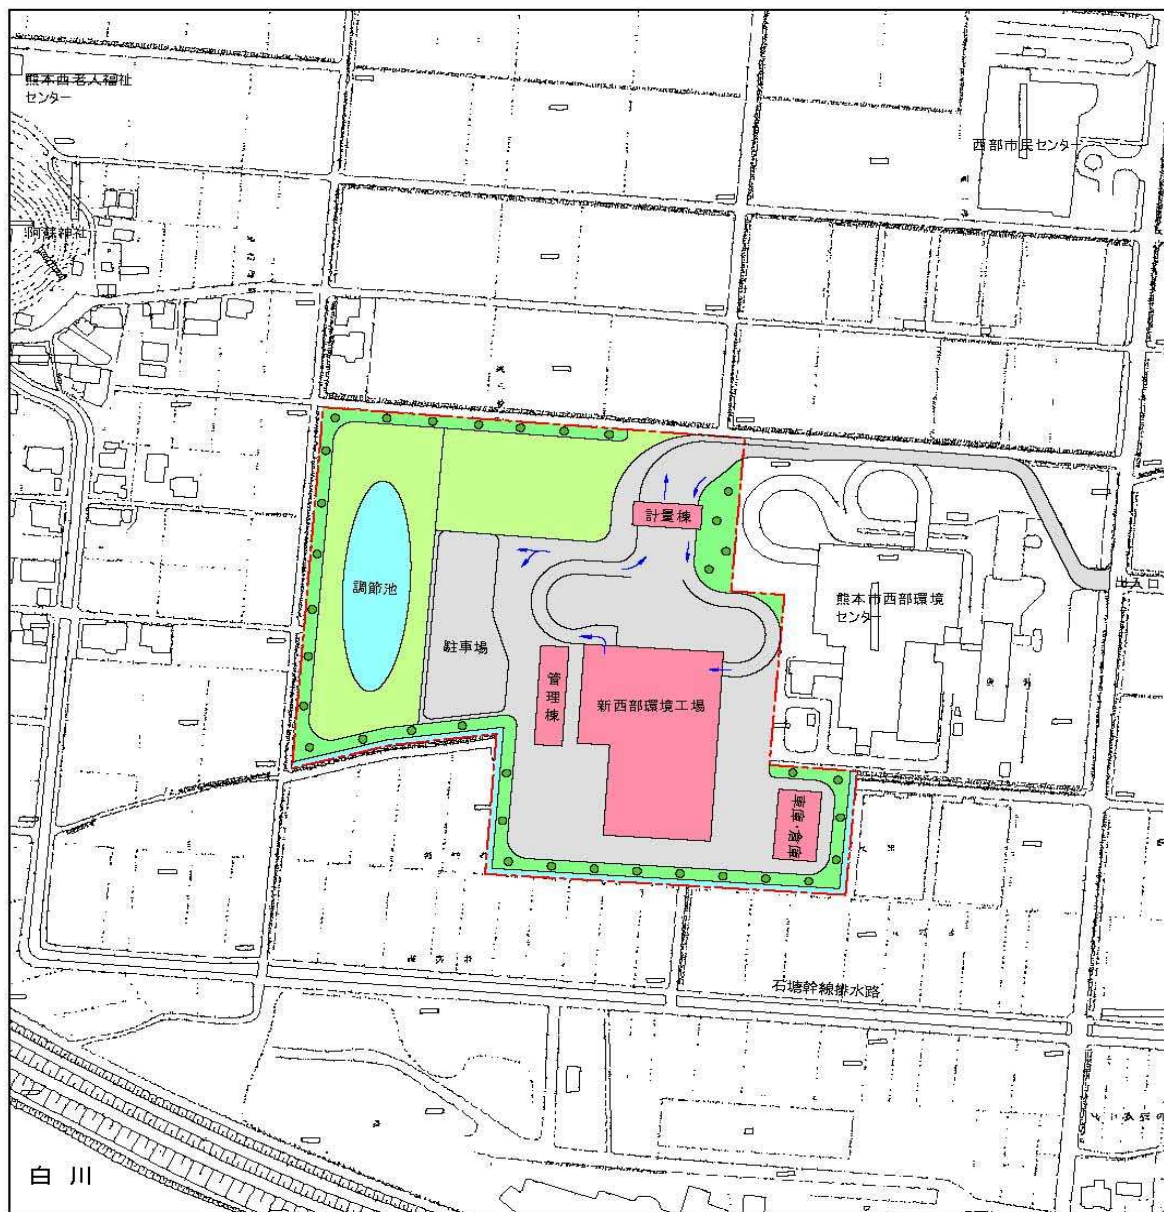 熊本西老人福祉
センター
西部市民センター
阿蘇神社
計量棟
調節池
出入口
熊本市西部環境
センター
駐車場
管理棟
新西部環境工場
車庫・倉庫
石塘幹線排水路
白川